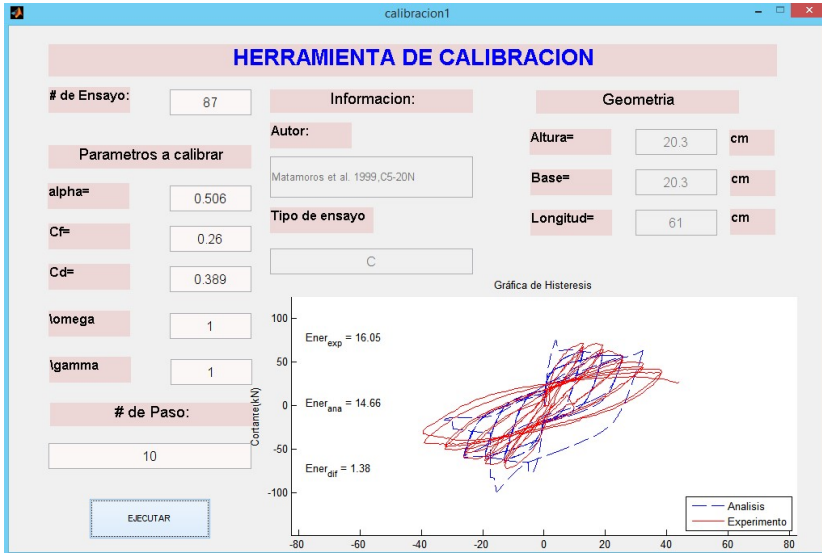 calibracion1
HERRAMIENTA DE CALIBRACION
# de Ensayo:
87
Parametros a calibrar
alpha=
0.506
Cf=
0.26
Cd=
0.389
\omega
1
\gamma
1
# de Paso:
10
EJECUTAR
Informacion:
Autor:
Matamoros et al. 1999,C5-20N
Tipo de ensayo
C
Geometria
Altura=
20.3
cm
Base=
20.3
cm
Longitud=
61
cm
Gráfica de Histeresis
Cortante(kN)
100
50
0
-50
-100
Ener_exp = 16.05
Ener_ana = 14.66
Ener_dif = 1.38
-80 -60 -40 -20 0 20 40 60 80
Analisis
Experimento